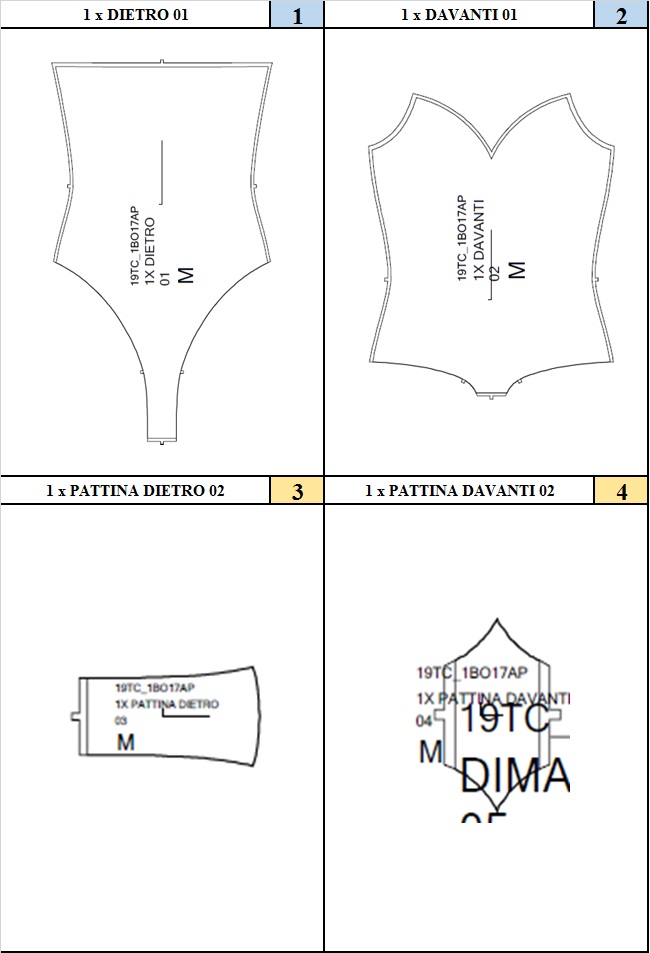 1 x DIETRO 01
1
1 x DAVANTI 01
2
19TC_1BO17AP
1X DIETRO
01
M
19TC_1BO17AP
1X DAVANTI
02
M
1 x PATTINA DIETRO 02
3
1 x PATTINA DAVANTI 02
4
19TC_1BO17AP
1X PATTINA DIETRO
03
M
19TC_1BO17AP
1X PATTINA DAVANTI
04
M
19TC
DIMA